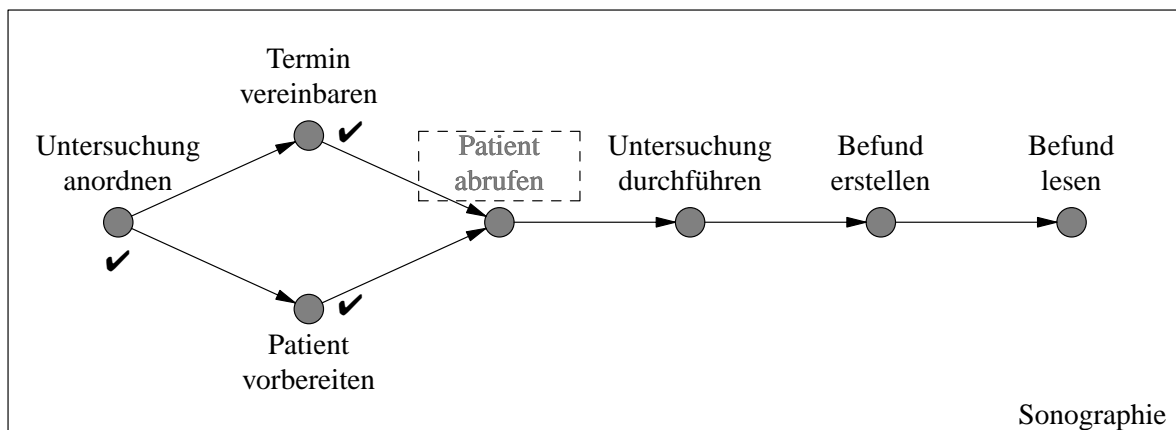 Termin
vereinbaren
Untersuchung
anordnen
Patient
abrufen
Untersuchung
durchführen
Befund
erstellen
Befund
lesen
Patient
vorbereiten
Sonographie